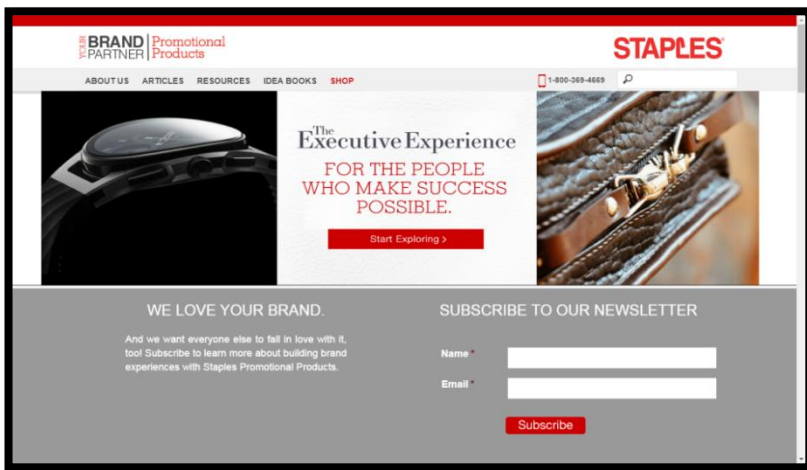 YOUR BRAND PARTNER | Promotional Products
STAPLES
ABOUT US ARTICLES RESOURCES IDEA BOOKS SHOP
1-800-369-4669
The
Executive Experience
FOR THE PEOPLE
WHO MAKE SUCCESS
POSSIBLE.
Start Exploring >
WE LOVE YOUR BRAND.
And we want everyone else to fall in love with it,
too! Subscribe to learn more about building brand
experiences with Staples Promotional Products.
SUBSCRIBE TO OUR NEWSLETTER
Name *
Email *
Subscribe